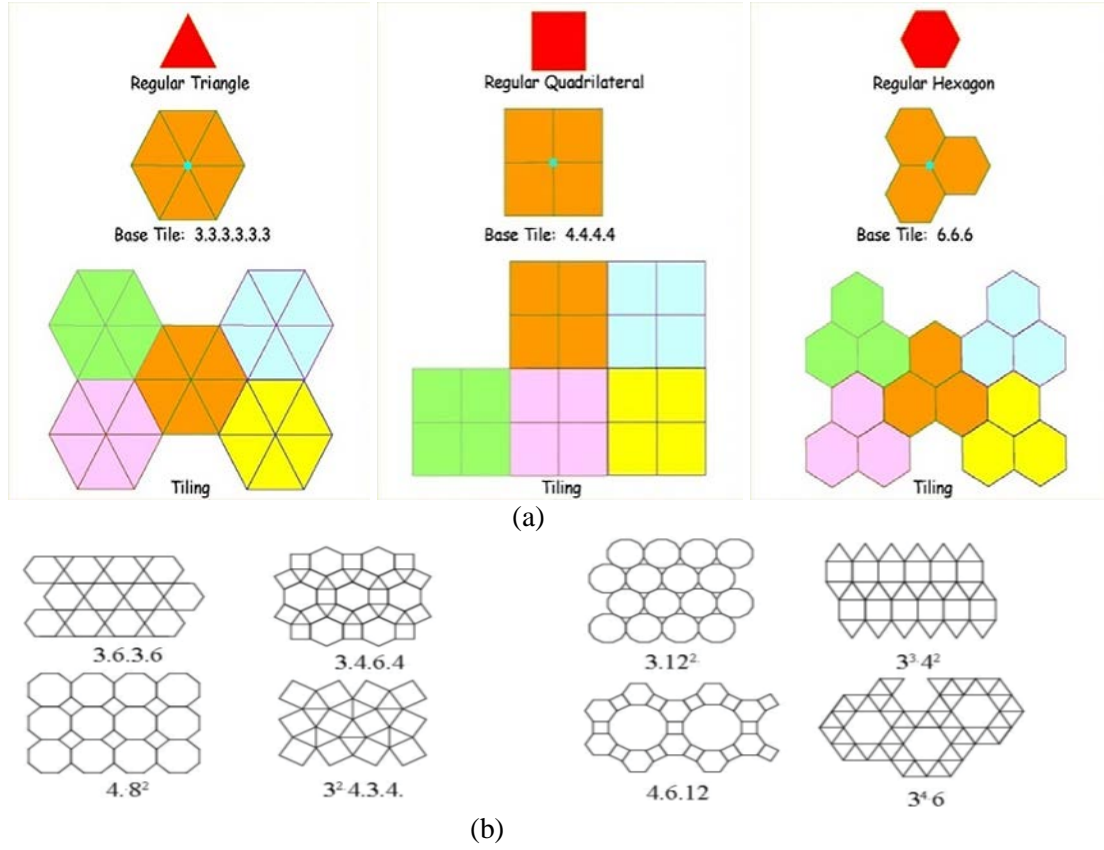 Regular Triangle
Base Tile: 3.3.3.3.3.3
Tiling
Regular Quadrilateral
Base Tile: 4.4.4.4
Tiling
Regular Hexagon
Base Tile: 6.6.6
Tiling
(a)
3.6.3.6
3.4.6.4
3.12².
3³·4²
4.·8²
3²·4.3.4.
4.6.12
3⁴·6
(b)